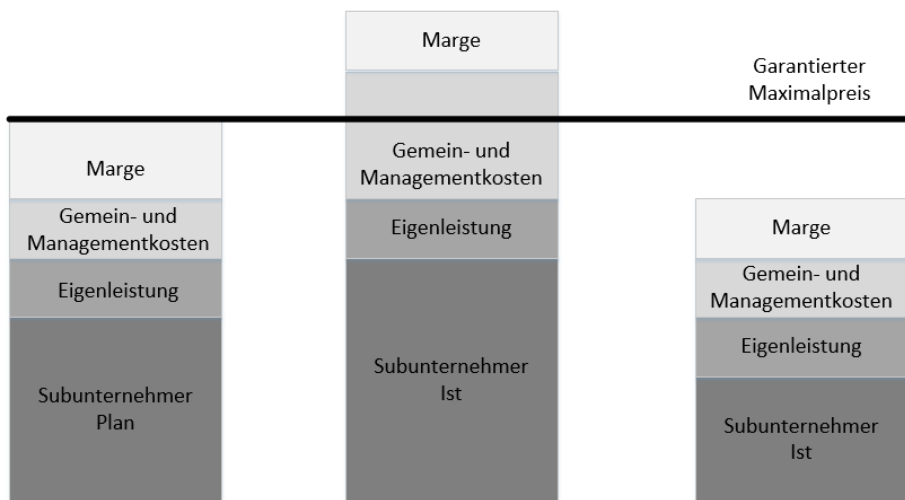 Marge
Gemein- und
Managementkosten
Eigenleistung
Subunternehmer
Plan
Marge
Gemein- und
Managementkosten
Eigenleistung
Subunternehmer
Ist
Garantierter
Maximalpreis
Marge
Gemein- und
Managementkosten
Eigenleistung
Subunternehmer
Ist